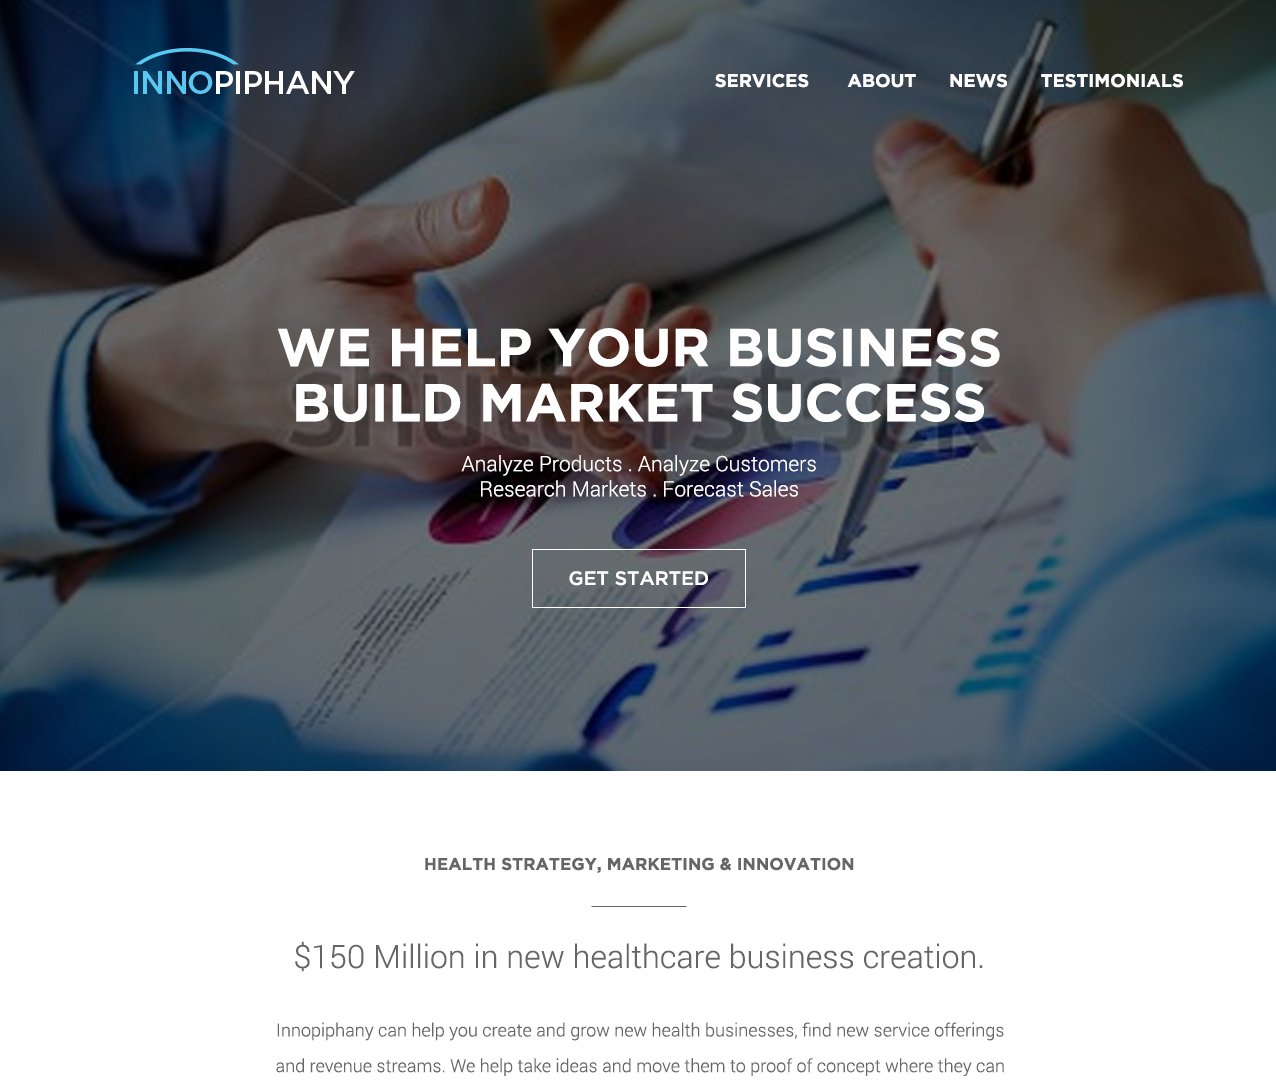 INNOPIPHANY
SERVICES ABOUT NEWS TESTIMONIALS
WE HELP YOUR BUSINESS
BUILD MARKET SUCCESS
shutterstock
Analyze Products . Analyze Customers
Research Markets . Forecast Sales
GET STARTED
HEALTH STRATEGY, MARKETING & INNOVATION
$150 Million in new healthcare business creation.
Innopiphany can help you create and grow new health businesses, find new service offerings
and revenue streams. We help take ideas and move them to proof of concept where they can